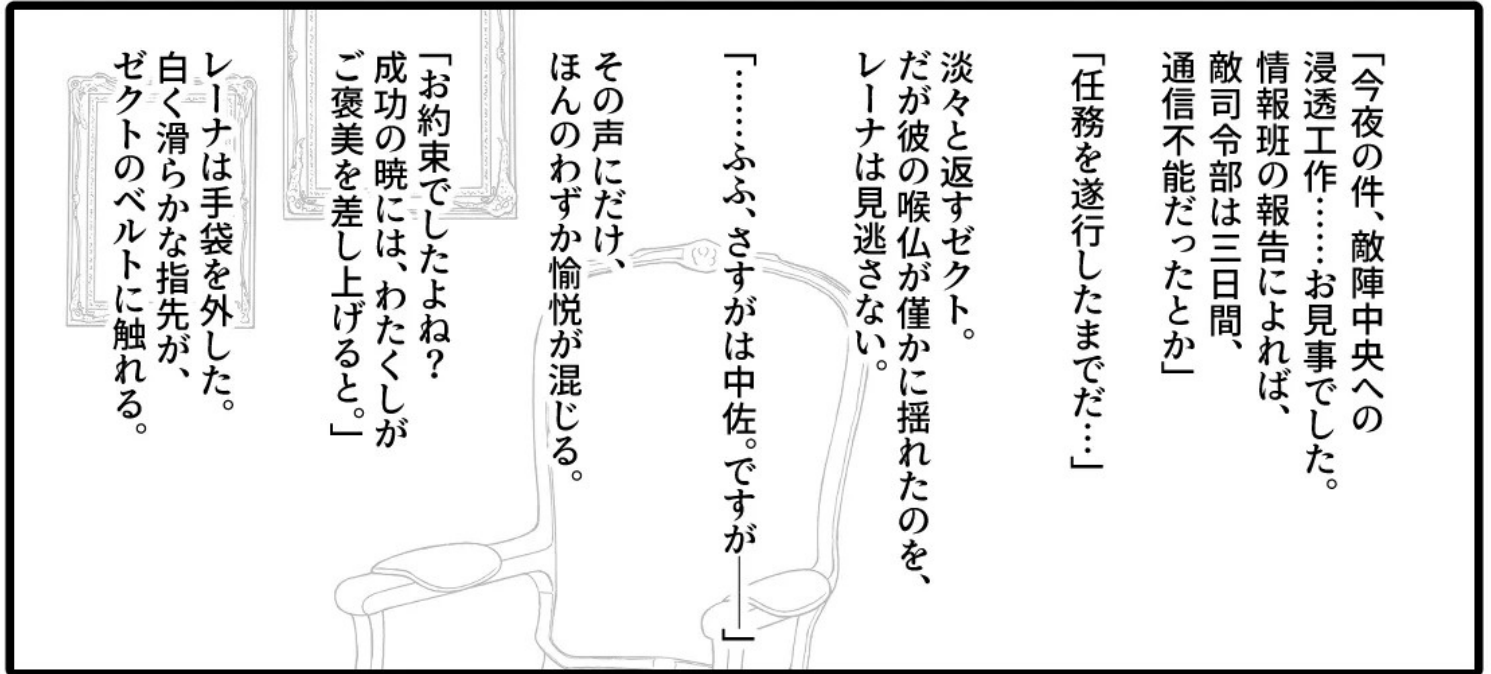 「今夜の件、敵陣中央への
浸透工作……お見事でした。
情報班の報告によれば、
敵司令部は三日間、
通信不能だったとか」
「任務を遂行したまでだ…」
淡々と返すゼクト。
だが彼の喉仏が僅かに揺れたのを、
レーナは見逃さない。
「……ふふ、さすがは中佐。ですが――」
その声にだけ、
ほんのわずか愉悦が混じる。
「お約束でしたよね？
成功の暁には、わたくしが
ご褒美を差し上げると。」
レーナは手袋を外した。
白く滑らかな指先が、
ゼクトのベルトに触れる。